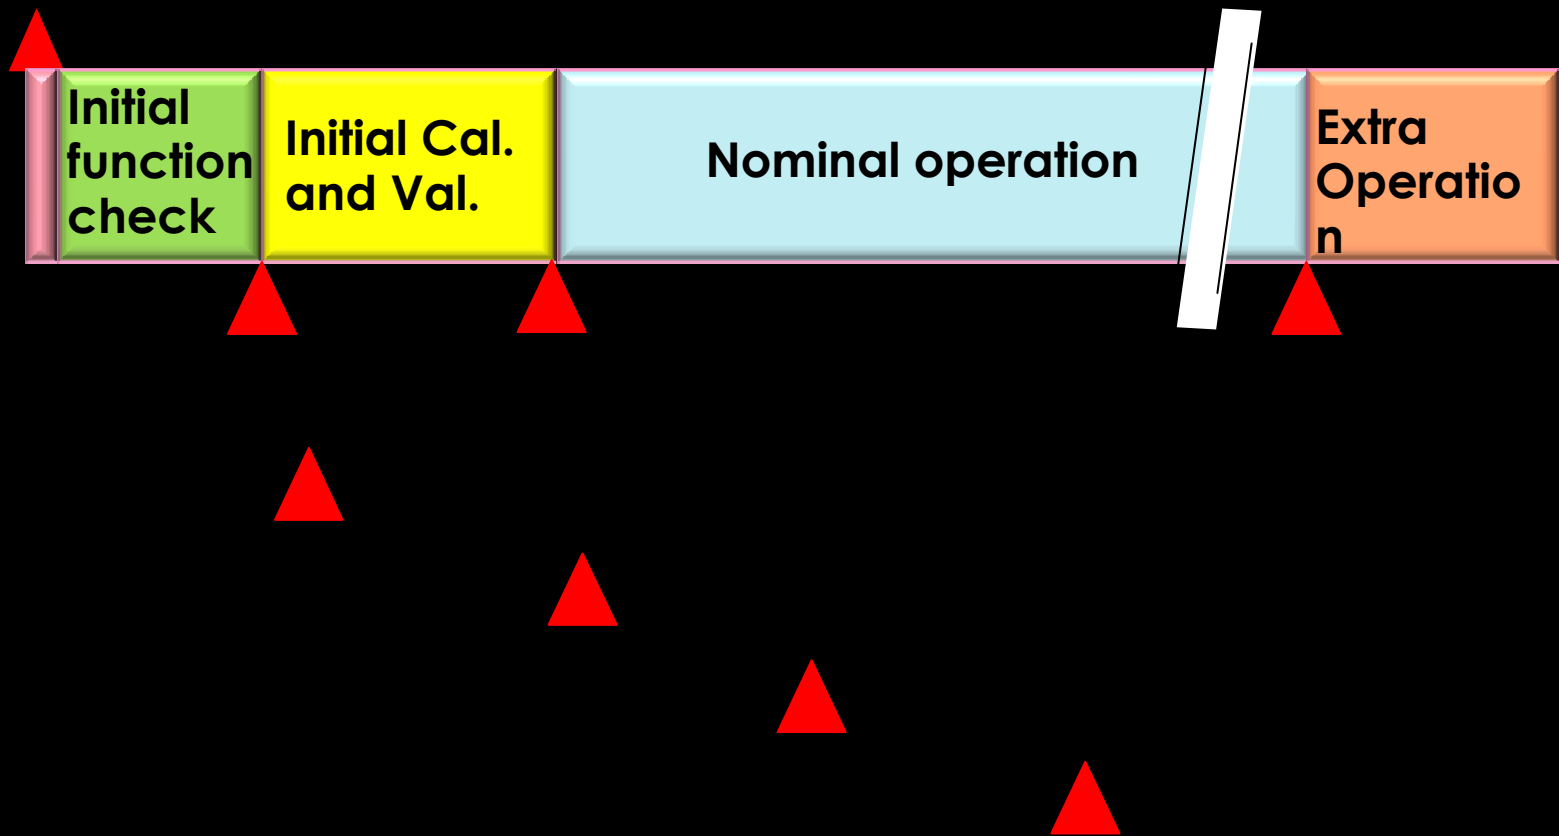 Initial
function
check
Initial Cal.
and Val.
Nominal operation
Extra
Operatio
n